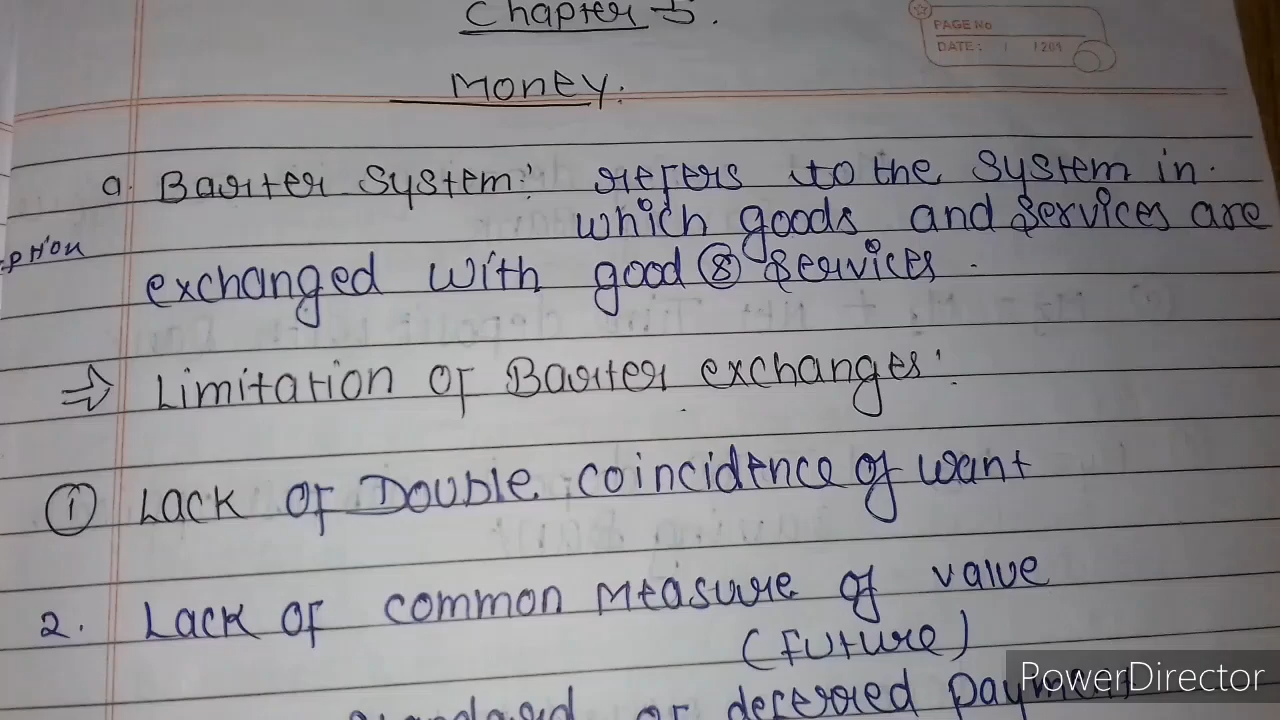 Chapter-5.
PAGE No
DATE: / /201
Money.
a. Barter System:' refers to the System in.
which goods and services are
exchanged with good & services.
⇒ Limitation of Barter exchanges:
① Lack of Double coincidence of want
2. Lack of common measure of value
(Future)
deferred payment
PowerDirector